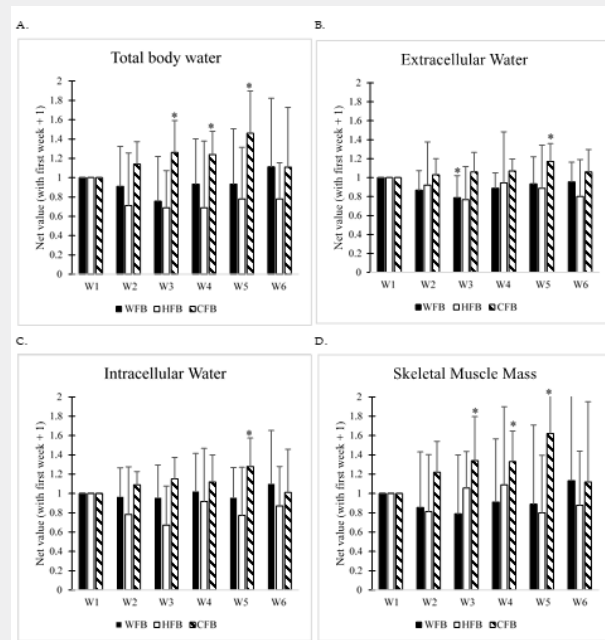 A.
Total body water
Net value (with first week + 1)
2
1.8
1.6
1.4
1.2
1
0.8
0.6
0.4
0.2
0
* * *
W1 W2 W3 W4 W5 W6
WFB HFB CFB
B.
Extracellular Water
Net value (with first week + 1)
2
1.8
1.6
1.4
1.2
1
0.8
0.6
0.4
0.2
0
* *
W1 W2 W3 W4 W5 W6
WFB HFB CFB
C.
Intracellular Water
Net value (with first week + 1)
2
1.8
1.6
1.4
1.2
1
0.8
0.6
0.4
0.2
0
*
W1 W2 W3 W4 W5 W6
WFB HFB CFB
D.
Skeletal Muscle Mass
Net value (with first week + 1)
2
1.8
1.6
1.4
1.2
1
0.8
0.6
0.4
0.2
0
* * *
W1 W2 W3 W4 W5 W6
WFB HFB CFB